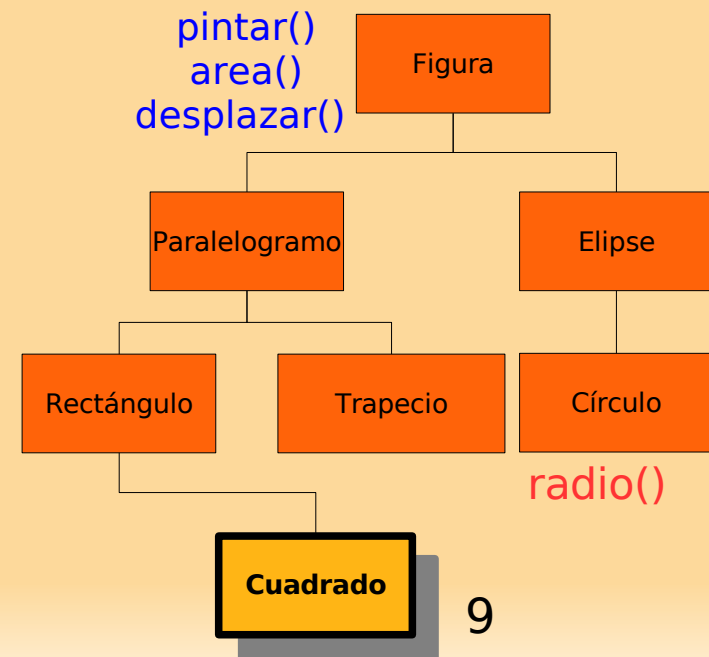 pintar()
area()
desplazar()
Figura
Paralelogramo
Elipse
Rectángulo
Trapecio
Círculo
radio()
Cuadrado
9